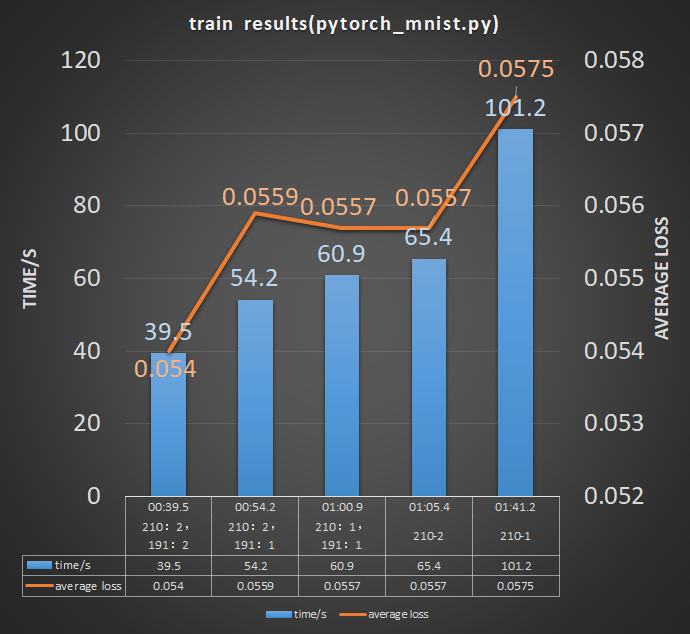 train results(pytorch_mnist.py)
120
100
80
60
40
20
0
TIME/S
0.058
0.057
0.056
0.055
0.054
0.053
0.052
AVERAGE LOSS
0.0575
101.2
0.0559
0.0557
0.0557
65.4
60.9
54.2
39.5
0.054
00:39.5 00:54.2 01:00.9 01:05.4 01:41.2
210：2， 210：2， 210：1，
210-2 210-1
191：2 191：1 191：1
time/s 39.5 54.2 60.9 65.4 101.2
average loss 0.054 0.0559 0.0557 0.0557 0.0575
time/s average loss